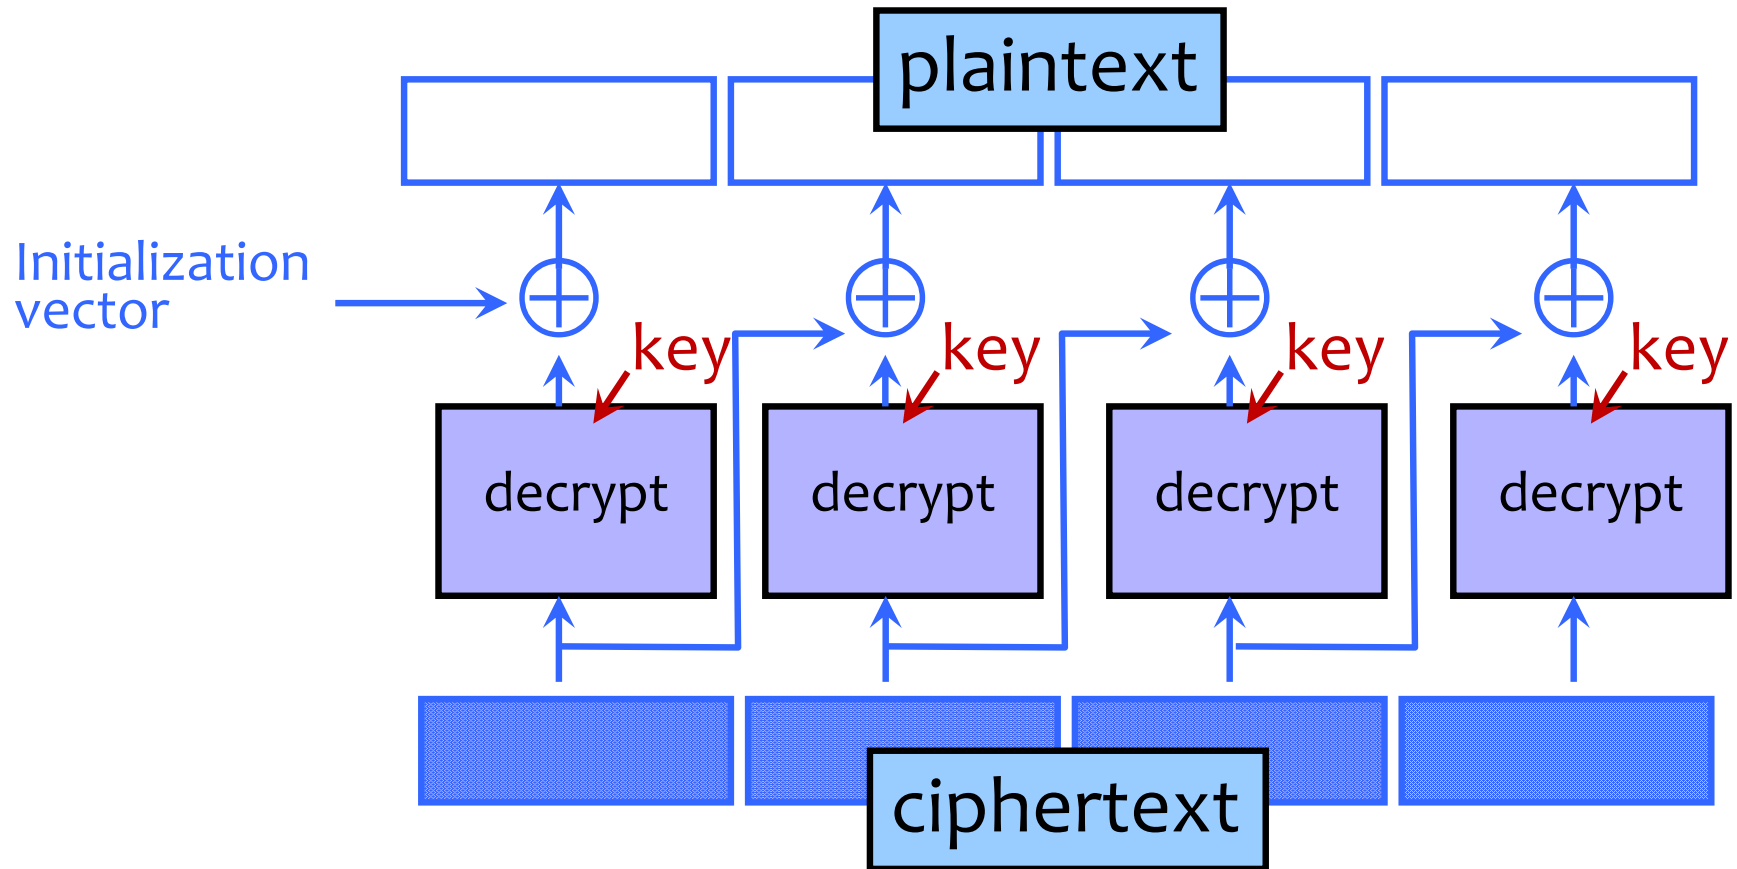 plaintext
Initialization
vector
key key key key
decrypt decrypt decrypt decrypt
ciphertext